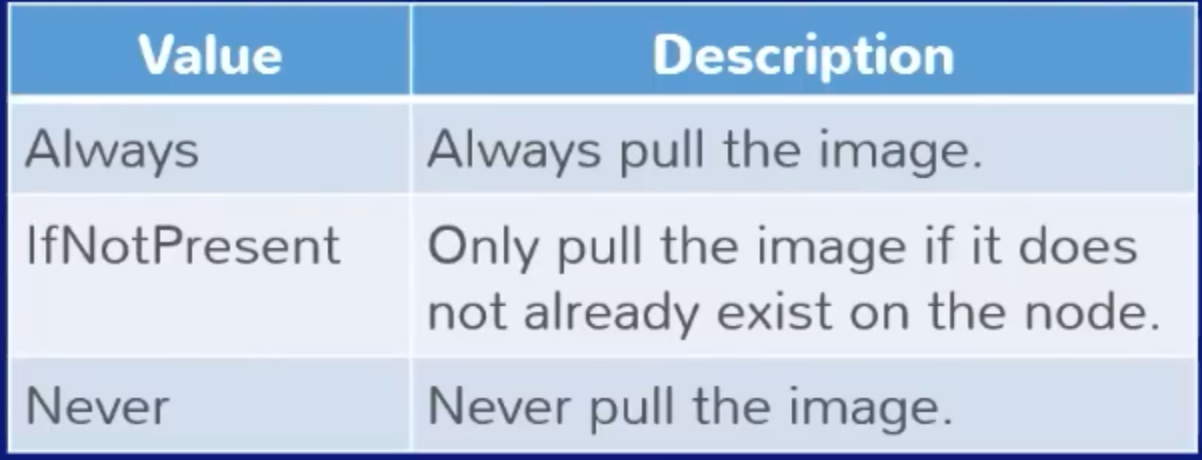 Value Description
Always Always pull the image.
IfNotPresent Only pull the image if it does
not already exist on the node.
Never Never pull the image.